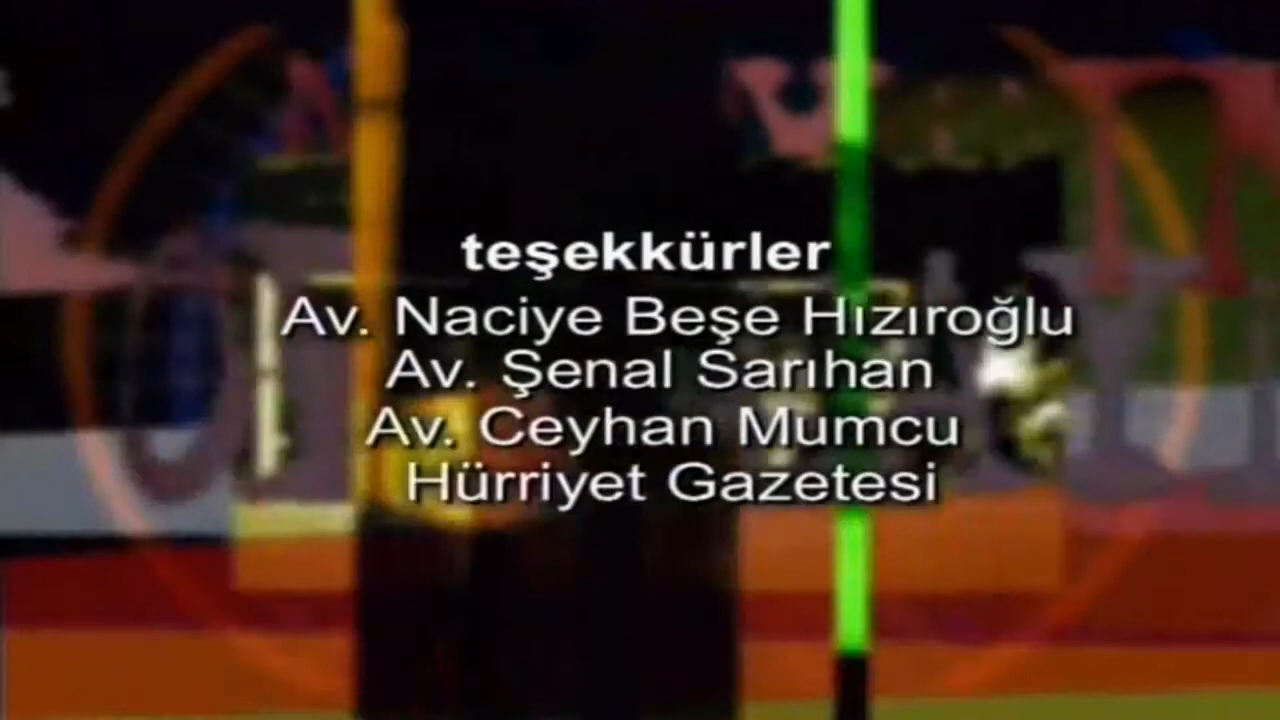 teşekkürler
Av. Naciye Beşe Hızıroğlu
Av. Şenal Sarıhan
Av. Ceyhan Mumcu
Hürriyet Gazetesi